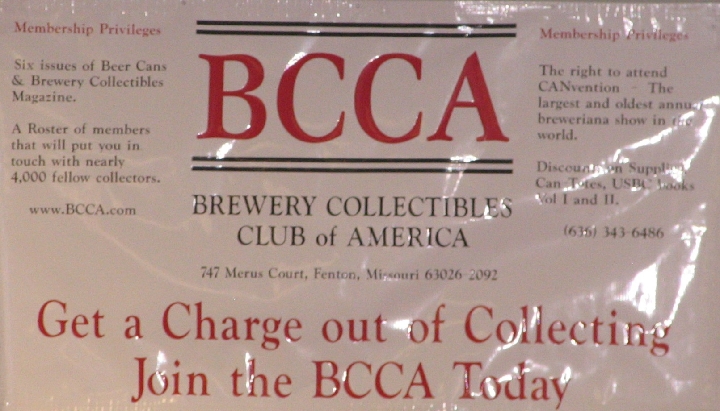 Membership Privileges
Six issues of Beer Cans
& Brewery Collectibles
Magazine.
A Roster of members
that will put you in
touch with nearly
4,000 fellow collectors.
www.BCCA.com
BCCA
BREWERY COLLECTIBLES
CLUB of AMERICA
747 Merus Court, Fenton, Missouri 63026-2092
Membership Privileges
The right to attend
CANvention - The
largest and oldest annual
breweriana show in the
world.
Discounts on Supplies,
Can Totes, USBC books
Vol I and II.
(636) 343-6486
Get a Charge out of Collecting
Join the BCCA Today